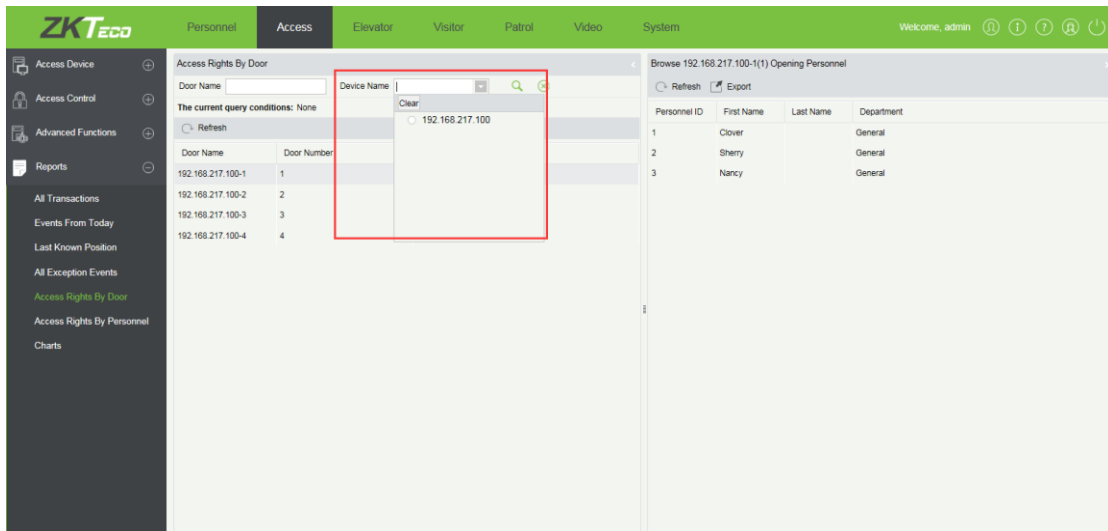 ZKTeco
Personnel Access Elevator Visitor Patrol Video System
Welcome, admin
Access Device
Access Control
Advanced Functions
Reports
All Transactions
Events From Today
Last Known Position
All Exception Events
Access Rights By Door
Access Rights By Personnel
Charts
Access Rights By Door
Door Name Device Name
Clear
192.168.217.100
The current query conditions: None
Refresh
Door Name Door Number
192.168.217.100-1 1
192.168.217.100-2 2
192.168.217.100-3 3
192.168.217.100-4 4
Browse 192.168.217.100-1(1) Opening Personnel
Refresh Export
Personnel ID First Name Last Name Department
1 Clover General
2 Sherry General
3 Nancy General